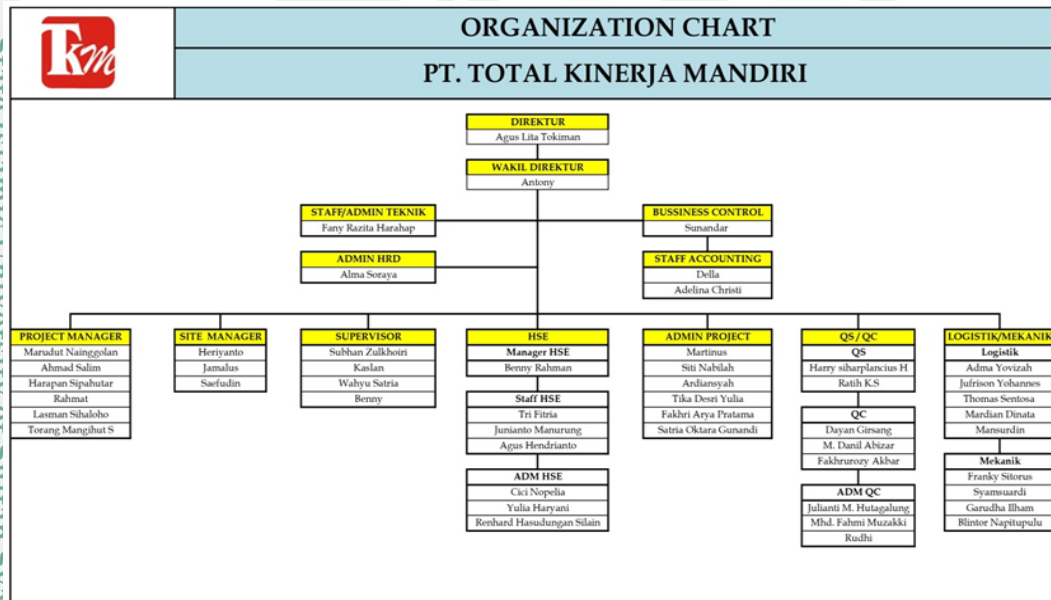 Tkm
ORGANIZATION CHART
PT. TOTAL KINERJA MANDIRI
DIREKTUR
Agus Lita Tokiman
WAKIL DIREKTUR
Antony
STAFF/ADMIN TEKNIK
Fany Razita Harahap
BUSSINESS CONTROL
Sunandar
ADMIN HRD
Alma Soraya
STAFF ACCOUNTING
Della
Adelina Christi
PROJECT MANAGER
Marudut Nainggolan
Ahmad Salim
Harapan Sipahutar
Rahmat
Lasman Sihaloho
Torang Mangihut S
SITE MANAGER
Heriyanto
Jamalus
Saefudin
SUPERVISOR
Subhan Zulkhoiri
Kaslan
Wahyu Satria
Benny
HSE
Manager HSE
Benny Rahman
Staff HSE
Tri Fitria
Junianto Manurung
Agus Hendrianto
ADM HSE
Cici Nopelia
Yulia Haryani
Renhard Hasudungan Silain
ADMIN PROJECT
Martinus
Siti Nabilah
Ardiansyah
Tika Desri Yulia
Fakhri Arya Pratama
Satria Oktara Gunandi
QS / QC
QS
Harry siharplancius H
Ratih K.S
QC
Dayan Girsang
M. Danil Abizar
Fakhrurozy Akbar
ADM QC
Julianti M. Hutagalung
Mhd. Fahmi Muzakki
Rudhi
LOGISTIK/MEKANIK
Logistik
Adma Yovizah
Jufrison Yohannes
Thomas Sentosa
Mardian Dinata
Mansurdin
Mekanik
Franky Sitorus
Syamsuardi
Garudha Ilham
Blintor Napitupulu